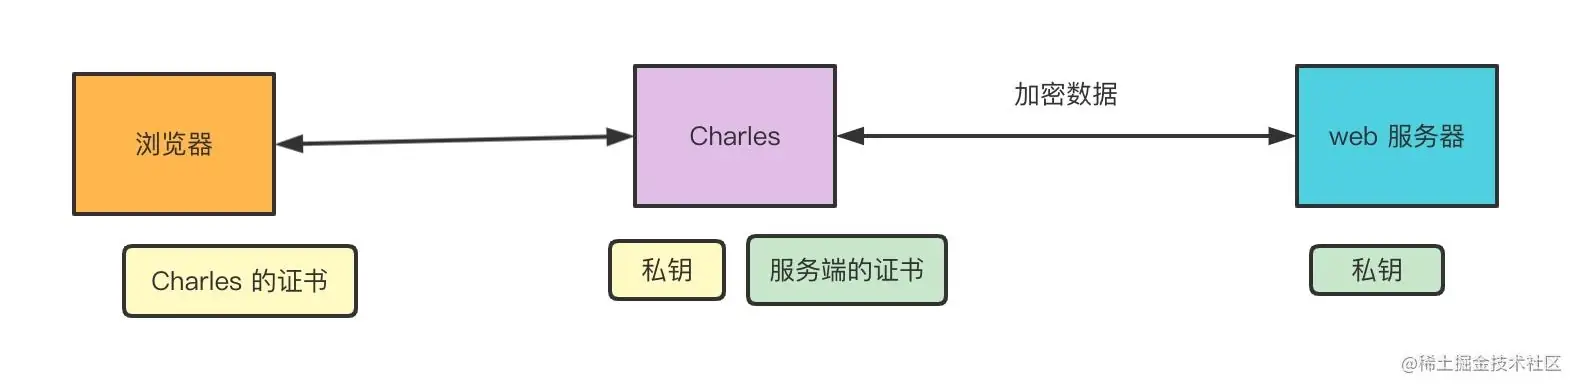 加密数据
浏览器
Charles
web 服务器
Charles 的证书
私钥
服务端的证书
私钥
@稀土掘金技术社区